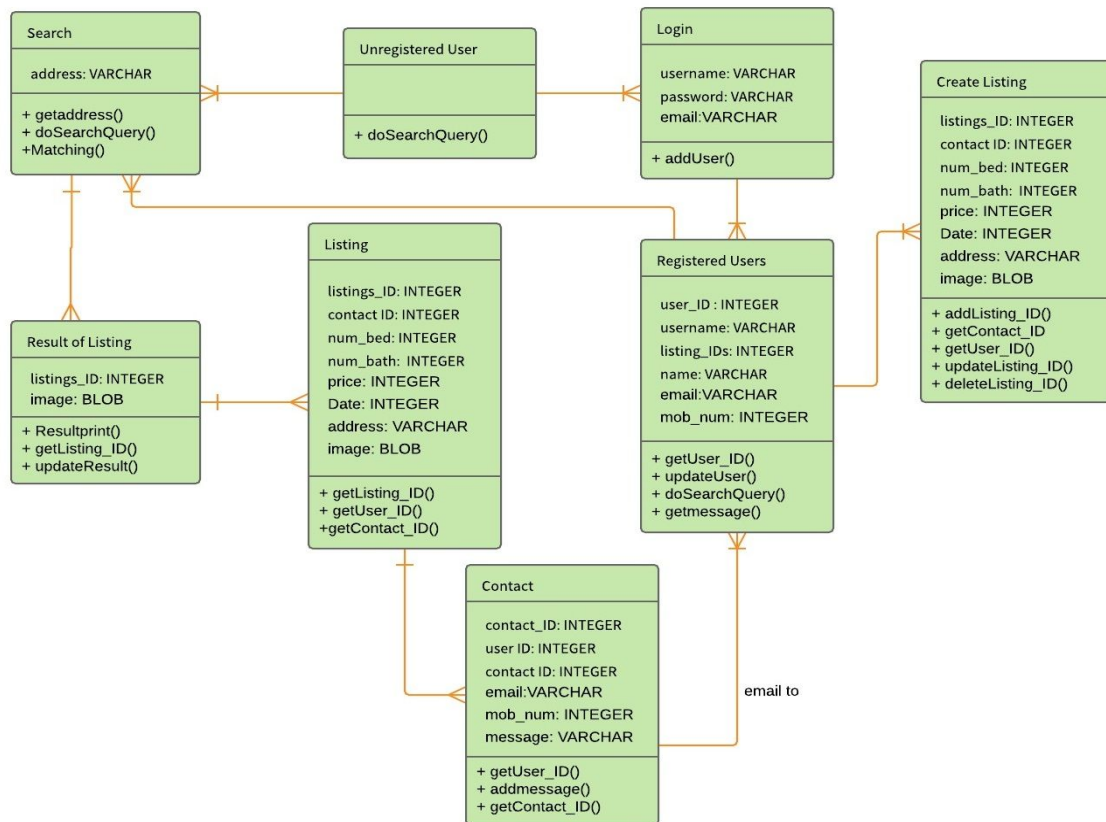 Search
address: VARCHAR
+ getaddress()
+ doSearchQuery()
+Matching()
Unregistered User
+ doSearchQuery()
Login
username: VARCHAR
password: VARCHAR
email:VARCHAR
+ addUser()
Create Listing
listings_ID: INTEGER
contact ID: INTEGER
num_bed: INTEGER
num_bath: INTEGER
price: INTEGER
Date: INTEGER
address: VARCHAR
image: BLOB
+ addListing_ID()
+ getContact_ID
+ getUser_ID()
+ updateListing_ID()
+ deleteListing_ID()
Listing
listings_ID: INTEGER
contact ID: INTEGER
num_bed: INTEGER
num_bath: INTEGER
price: INTEGER
Date: INTEGER
address: VARCHAR
image: BLOB
+ getListing_ID()
+ getUser_ID()
+getContact_ID()
Registered Users
user_ID : INTEGER
username: VARCHAR
listing_IDs: INTEGER
name: VARCHAR
email:VARCHAR
mob_num: INTEGER
+ getUser_ID()
+ updateUser()
+ doSearchQuery()
+ getmessage()
Result of Listing
listings_ID: INTEGER
image: BLOB
+ Resultprint()
+ getListing_ID()
+ updateResult()
Contact
contact_ID: INTEGER
user ID: INTEGER
contact ID: INTEGER
email:VARCHAR
mob_num: INTEGER
message: VARCHAR
+ getUser_ID()
+ addmessage()
+ getContact_ID()
email to